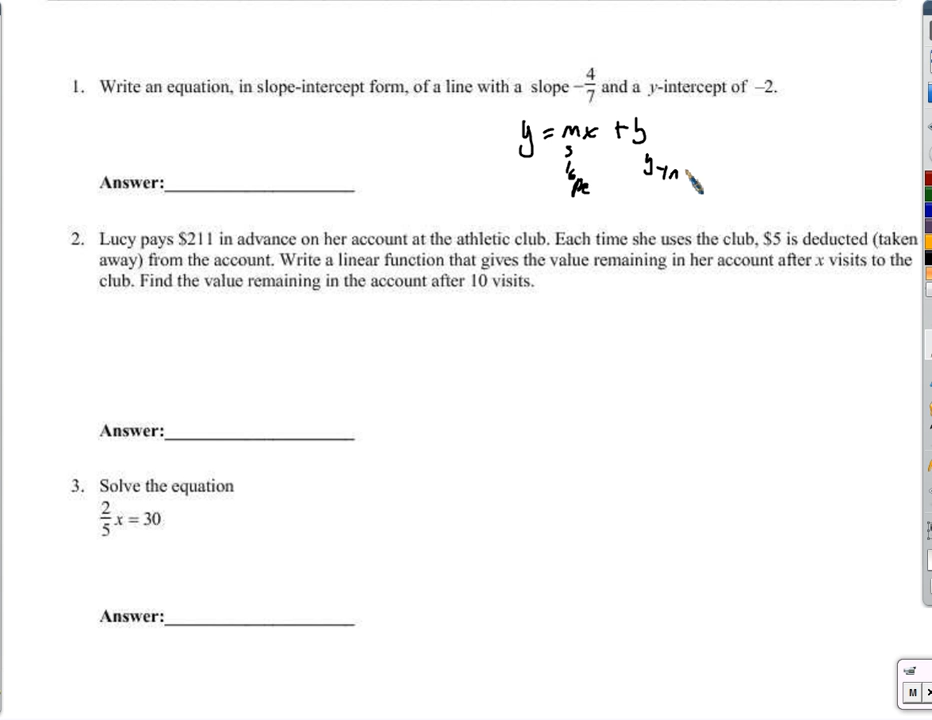 1. Write an equation, in slope-intercept form, of a line with a slope -4/7 and a y-intercept of -2.
y = mx + b
slope
y-in
Answer:____________________
2. Lucy pays $211 in advance on her account at the athletic club. Each time she uses the club, $5 is deducted (taken
away) from the account. Write a linear function that gives the value remaining in her account after x visits to the
club. Find the value remaining in the account after 10 visits.
Answer:____________________
3. Solve the equation
2/5 x = 30
Answer:____________________
M